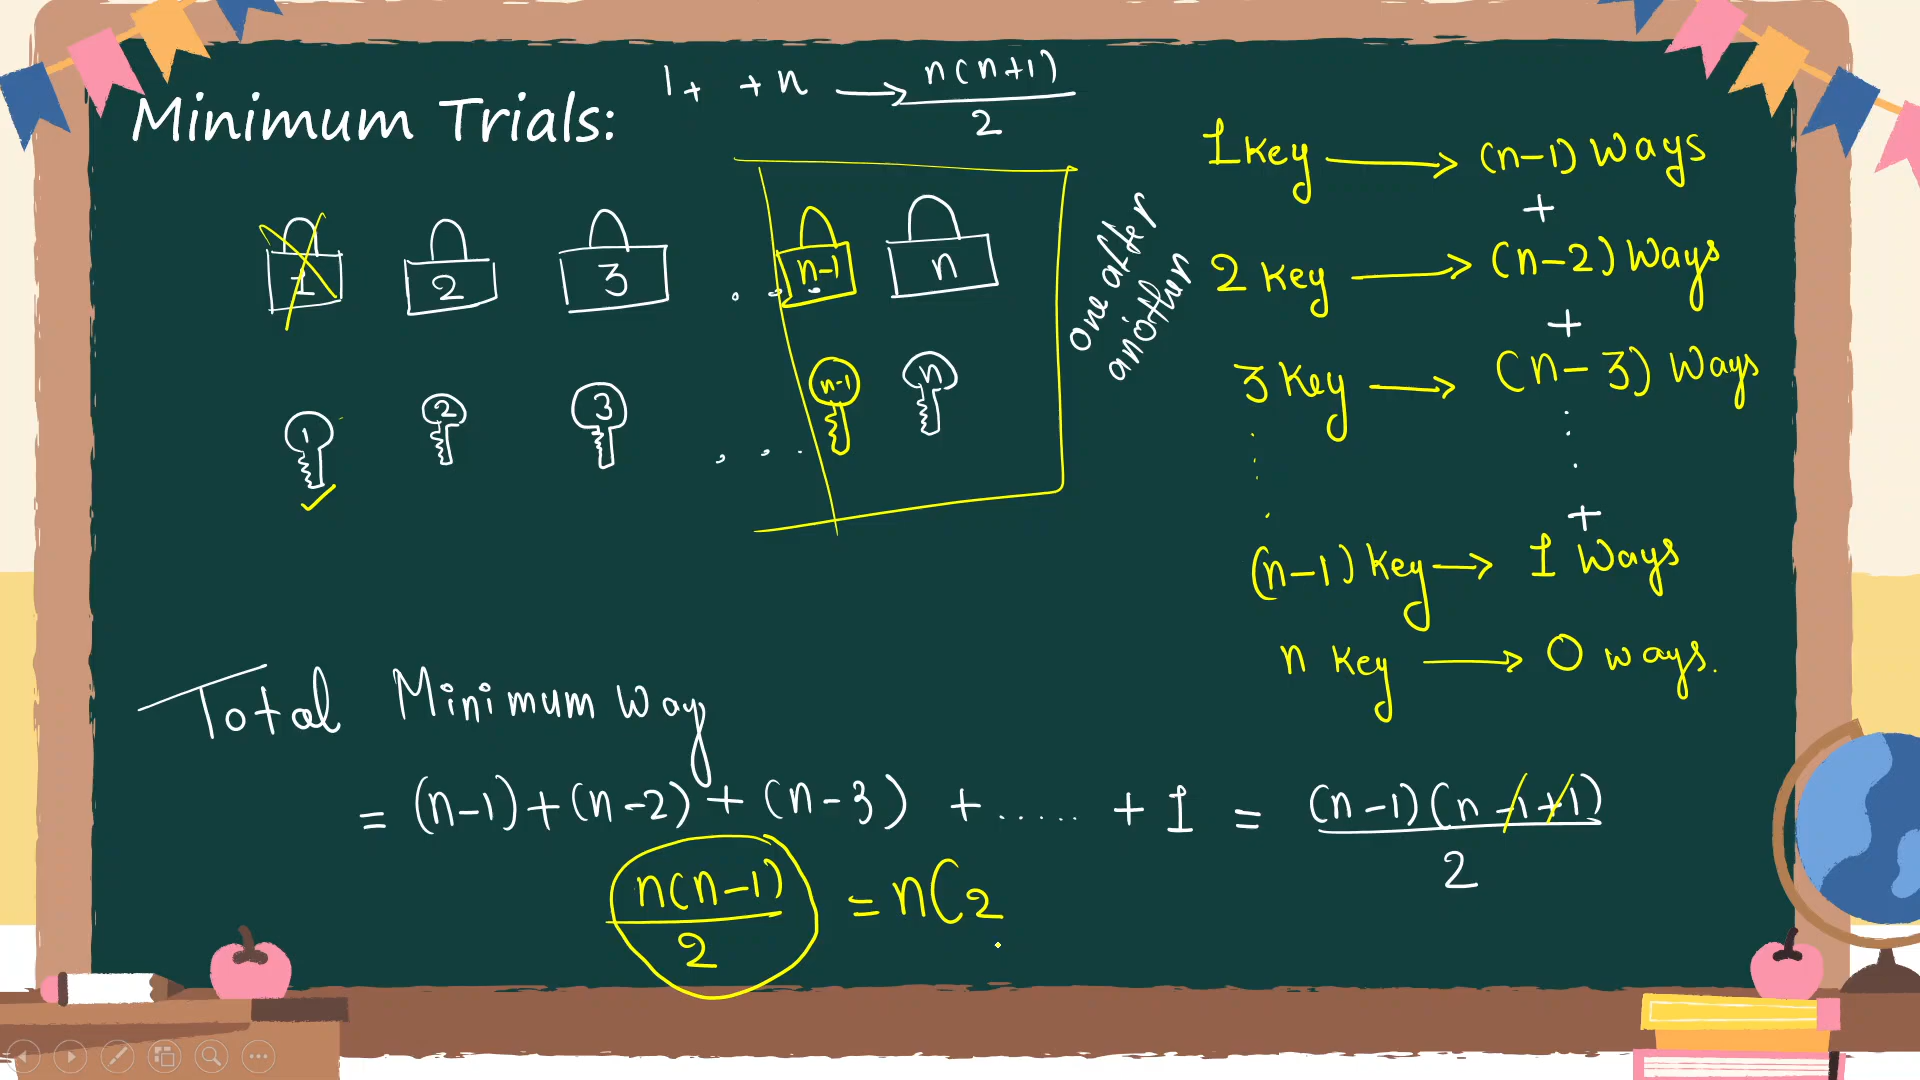 1+ +n → n(n+1)/2
Minimum Trials:
1 2 3 . . . n-1 n
1 2 3 . . . n-1 n
one after
another
1 Key → (n-1) Ways
+
2 Key → (n-2) Ways
+
3 Key → (n-3) Ways
+
(n-1) Key → 1 Ways
n Key → 0 ways.
Total Minimum Way
= (n-1)+(n-2)+(n-3) +.....+ 1 = (n-1)(n-1+1)/2
n(n-1)/2 = nC2